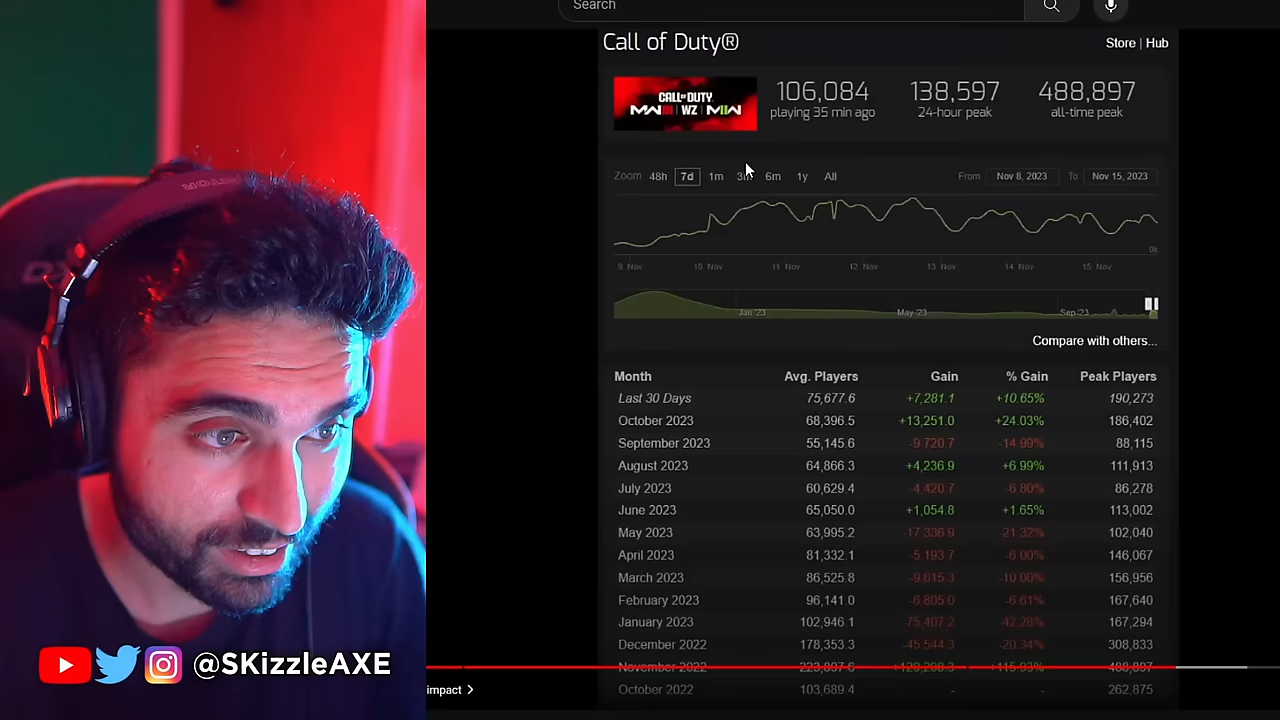 Search
Call of Duty®
Store | Hub
CALL OF DUTY
MWIII | WZ | MWII
106,084 138,597 488,897
playing 35 min ago 24-hour peak all-time peak
Zoom 48h 7d 1m 3m 6m 1y All From Nov 8, 2023 To Nov 15, 2023
0k
9. Nov 10. Nov 11. Nov 12. Nov 13. Nov 14. Nov 15. Nov
Jan '23 May '23 Sep '23
Compare with others...
Month Avg. Players Gain % Gain Peak Players
Last 30 Days 75,677.6 +7,281.1 +10.65% 190,273
October 2023 68,396.5 +13,251.0 +24.03% 186,402
September 2023 55,145.6 -9,720.7 -14.99% 88,115
August 2023 64,866.3 +4,236.9 +6.99% 111,913
July 2023 60,629.4 -4,420.7 -6.80% 86,278
June 2023 65,050.0 +1,054.8 +1.65% 113,002
May 2023 63,995.2 -17,336.9 -21.32% 102,040
April 2023 81,332.1 -5,193.7 -6.00% 146,067
March 2023 86,525.8 -9,615.3 -10.00% 156,956
February 2023 96,141.0 -6,805.0 -6.61% 167,640
January 2023 102,946.1 -75,407.2 -42.28% 167,294
December 2022 178,353.3 -45,544.3 -20.34% 308,833
November 2022 223,897.6 +120,208.3 +115.93% 488,897
October 2022 103,689.4 - - 262,875
@SKizzleAXE
impact